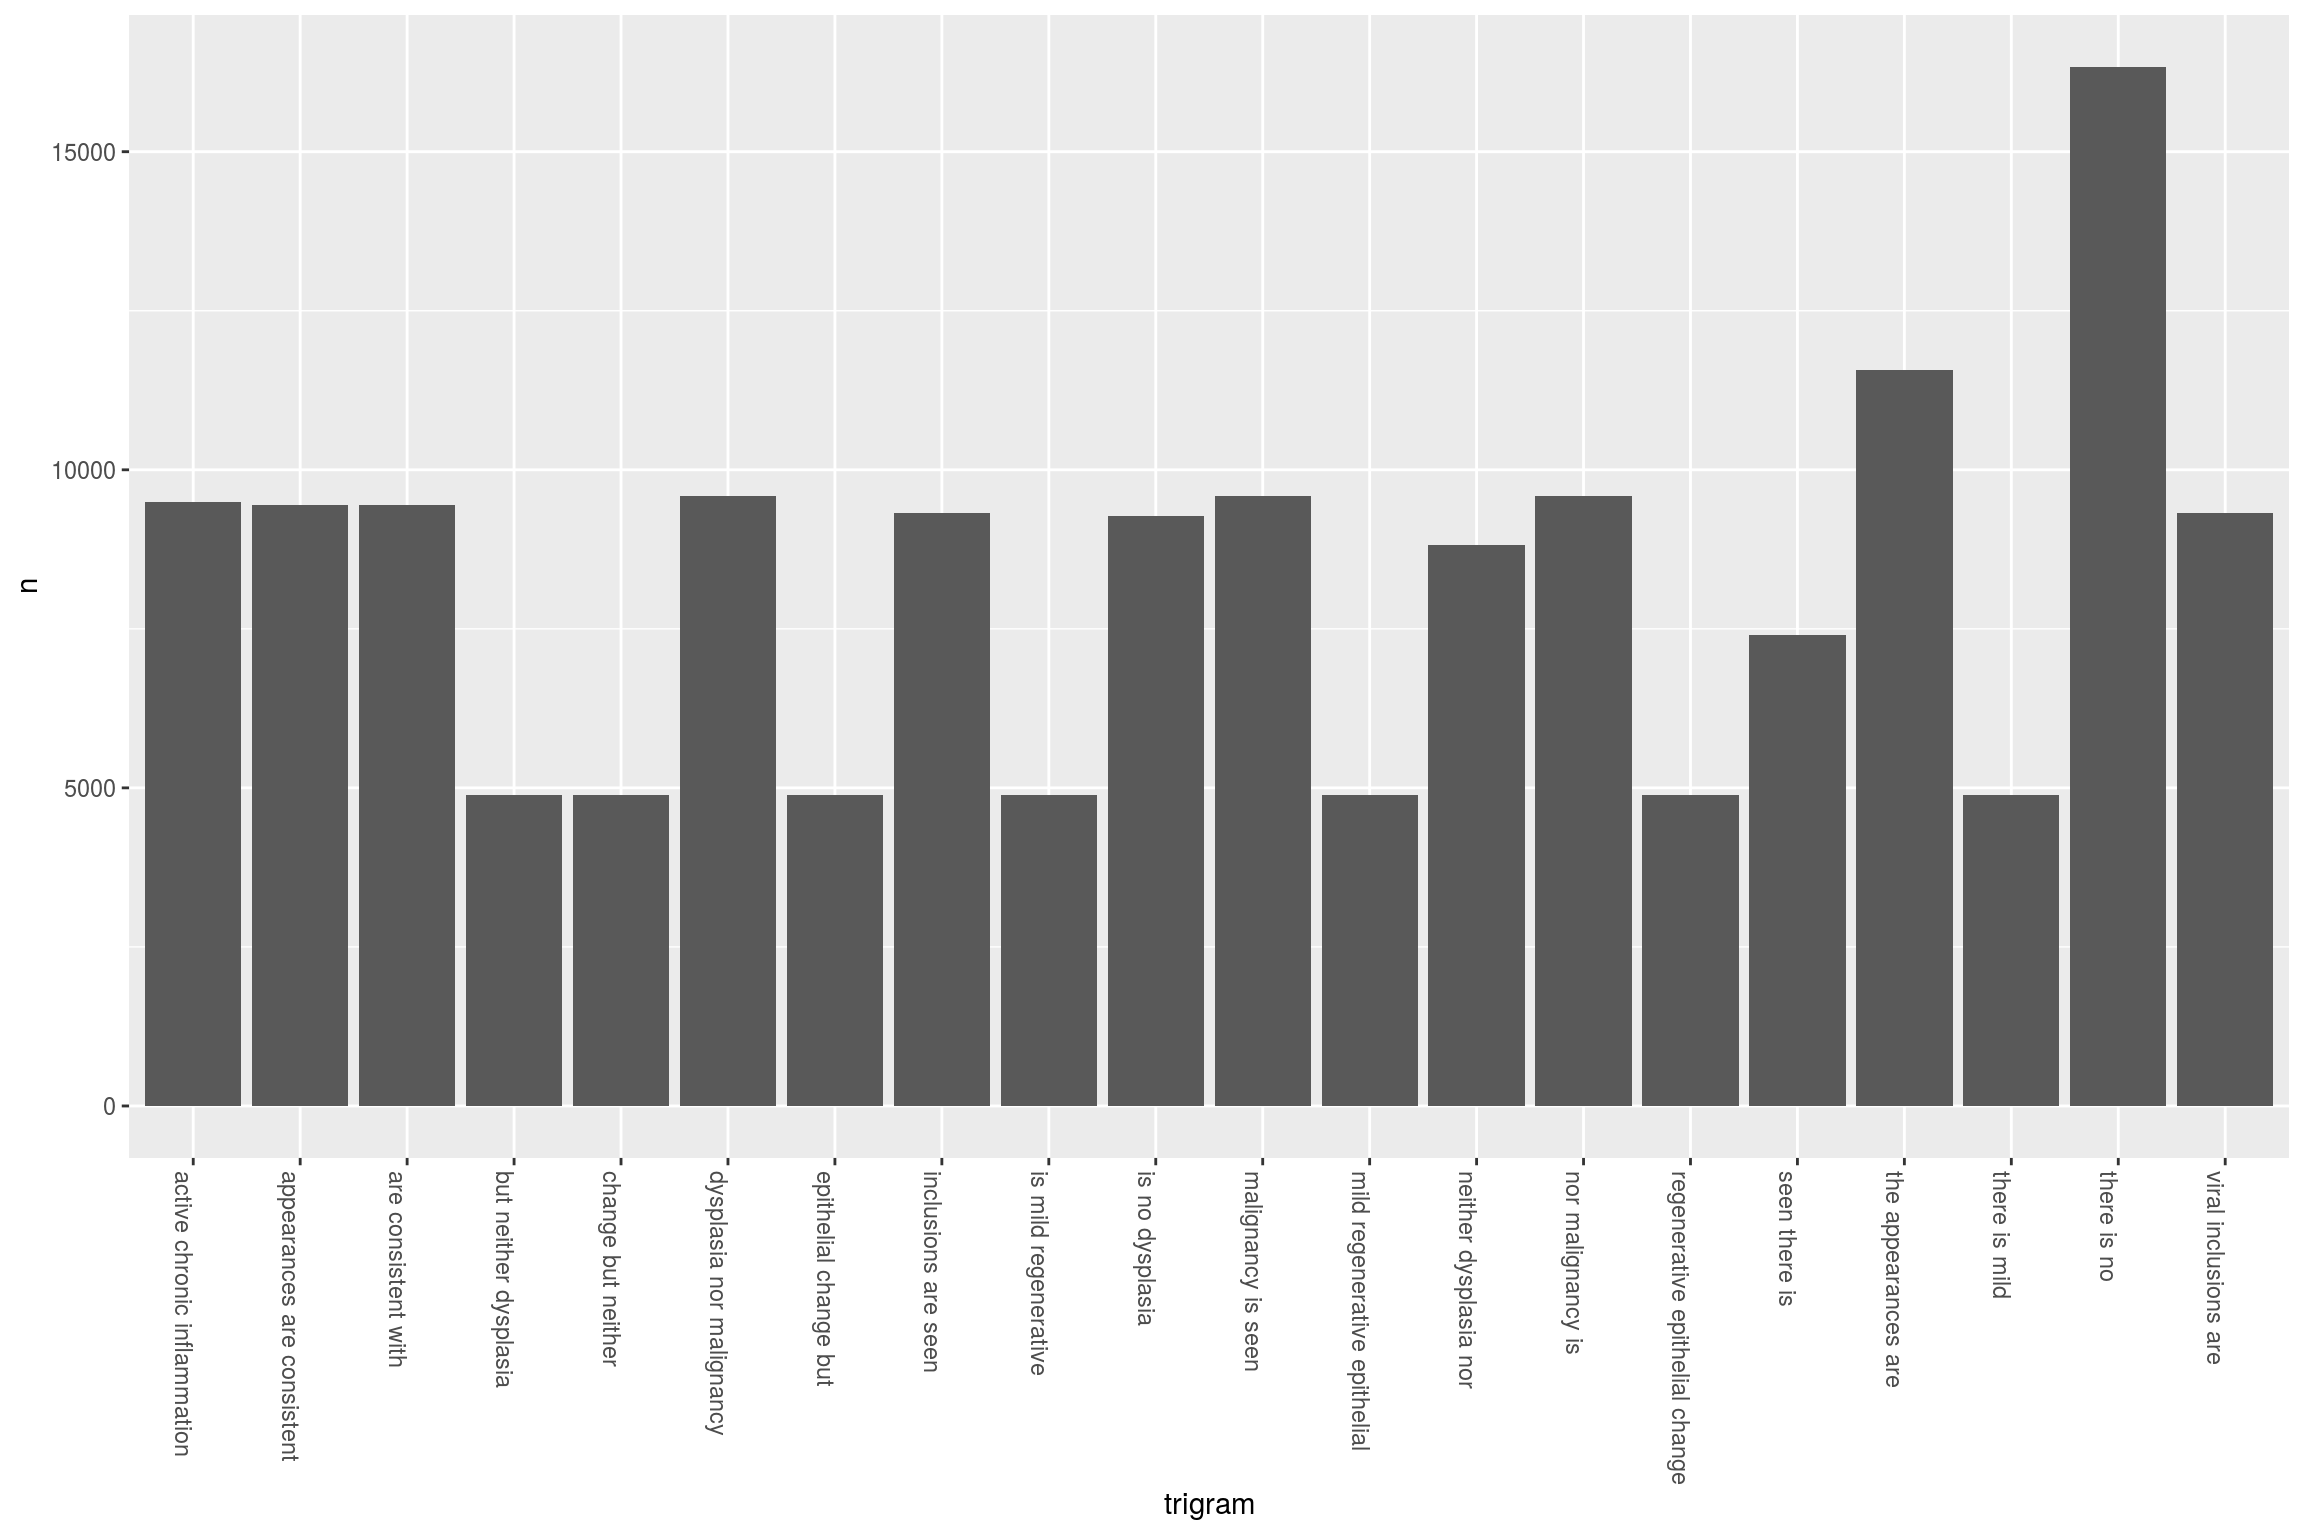 15000
10000
5000
0
n
active chronic inflammation
appearances are consistent
are consistent with
but neither dysplasia
change but neither
dysplasia nor malignancy
epithelial change but
inclusions are seen
is mild regenerative
is no dysplasia
malignancy is seen
mild regenerative epithelial
neither dysplasia nor
nor malignancy is
regenerative epithelial change
seen there is
the appearances are
there is mild
there is no
viral inclusions are
trigram